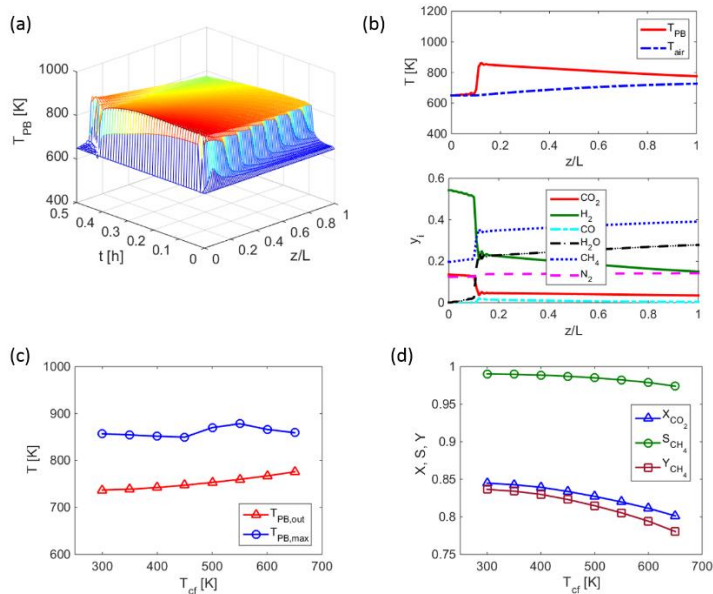 (a)
1000
800
600
400
T_PB [K]
0.5
0.4
0.3
0.2
0.1
0
t [h]
0
0.2
0.4
0.6
0.8
1
z/L
(b)
1200
1000
800
600
400
T [K]
T_PB
T_air
0 0.2 0.4 0.6 0.8 1
z/L
0.6
0.4
0.2
0
y_i
CO_2
H_2
CO
H_2O
CH_4
N_2
0 0.2 0.4 0.6 0.8 1
z/L
(c)
1000
900
800
700
600
T [K]
T_PB,out
T_PB,max
300 400 500 600 700
T_cf [K]
(d)
1
0.95
0.9
0.85
0.8
0.75
X, S, Y
X_CO_2
S_CH_4
Y_CH_4
300 400 500 600 700
T_cf [K]